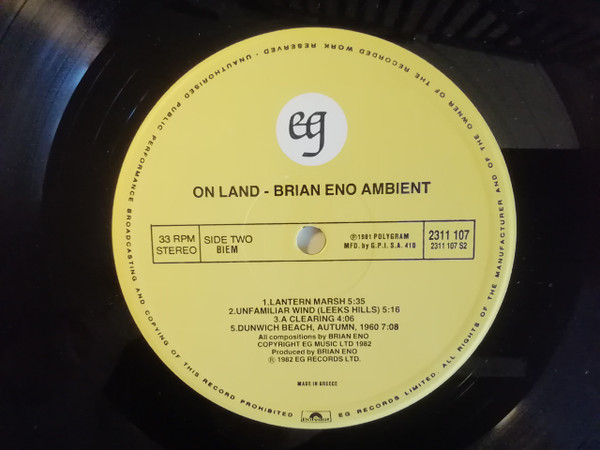 eg
ON LAND - BRIAN ENO AMBIENT
33 RPM
STEREO
SIDE TWO
BIEM
Ⓟ1981 POLYGRAM
MFD. by G.P.I. S.A. 410
2311 107
2311 107 S2
1.LANTERN MARSH 5:35
2.UNFAMILIAR WIND (LEEKS HILLS) 5:16
3.A CLEARING 4:06
5.DUNWICH BEACH, AUTUMN, 1960 7:08
All compositions by BRIAN ENO
COPYRIGHT EG MUSIC LTD 1982
Produced by BRIAN ENO
Ⓟ 1982 EG RECORDS LTD.
MADE IN GREECE
Polydor
EG RECORDS LIMITED. ALL RIGHTS OF THE MANUFACTURER AND OF THE OWNER OF THE RECORDED WORK RESERVED - UNAUTHORISED PUBLIC PERFORMANCE BROADCASTING AND COPYING OF THIS RECORD PROHIBITED